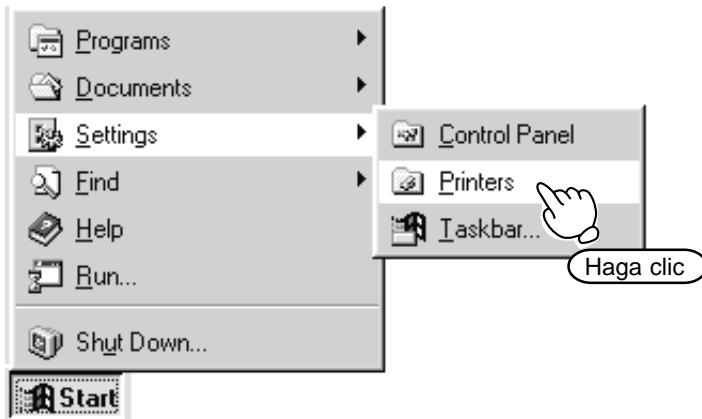 Programs
Documents
Settings
Find
Help
Run...
Shut Down...
Start
Control Panel
Printers
Taskbar...
Haga clic